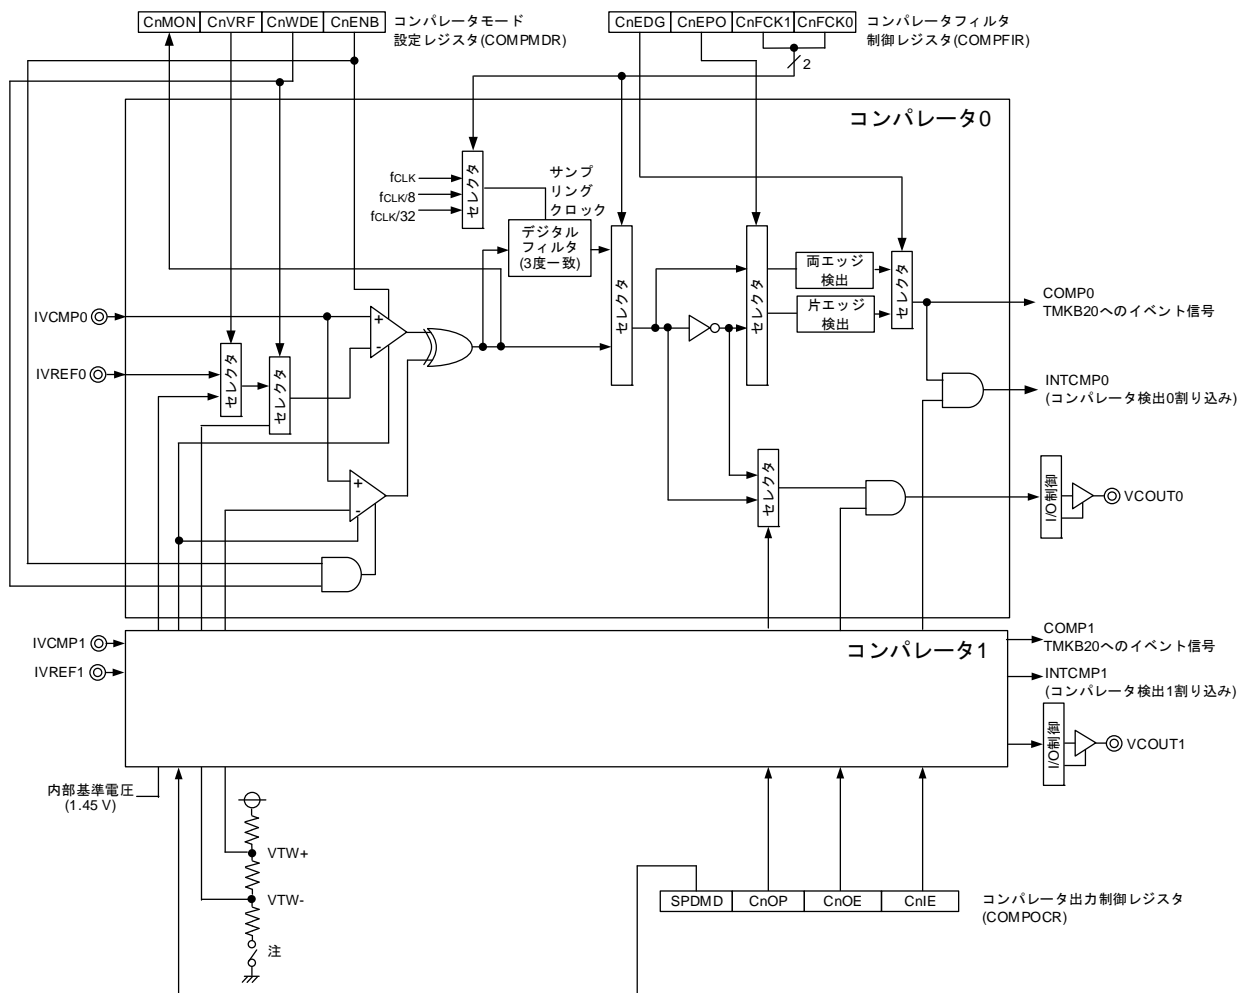 CnMON CnVRF CnWDE CnENB
コンパレータモード
設定レジスタ(COMPMDR)
CnEDG CnEPO CnFCK1 CnFCK0
コンパレータフィルタ
制御レジスタ(COMPFIR)
2
コンパレータ0
fCLK
fCLK/8
fCLK/32
セレクタ
サンプ
リング
クロック
デジタル
フィルタ
(3度一致)
セレクタ
セレクタ
両エッジ
検出
片エッジ
検出
セレクタ
COMP0
TMKB20へのイベント信号
IVCMP0
+
-
IVREF0
セレクタ
セレクタ
INTCMP0
(コンパレータ検出0割り込み)
+
-
セレクタ
I/O制御
VCOUT0
IVCMP1
IVREF1
コンパレータ1
COMP1
TMKB20へのイベント信号
INTCMP1
(コンパレータ検出1割り込み)
I/O制御
VCOUT1
内部基準電圧
(1.45 V)
VTW+
VTW-
注
SPDMD CnOP CnOE CnIE
コンパレータ出力制御レジスタ
(COMPOCR)